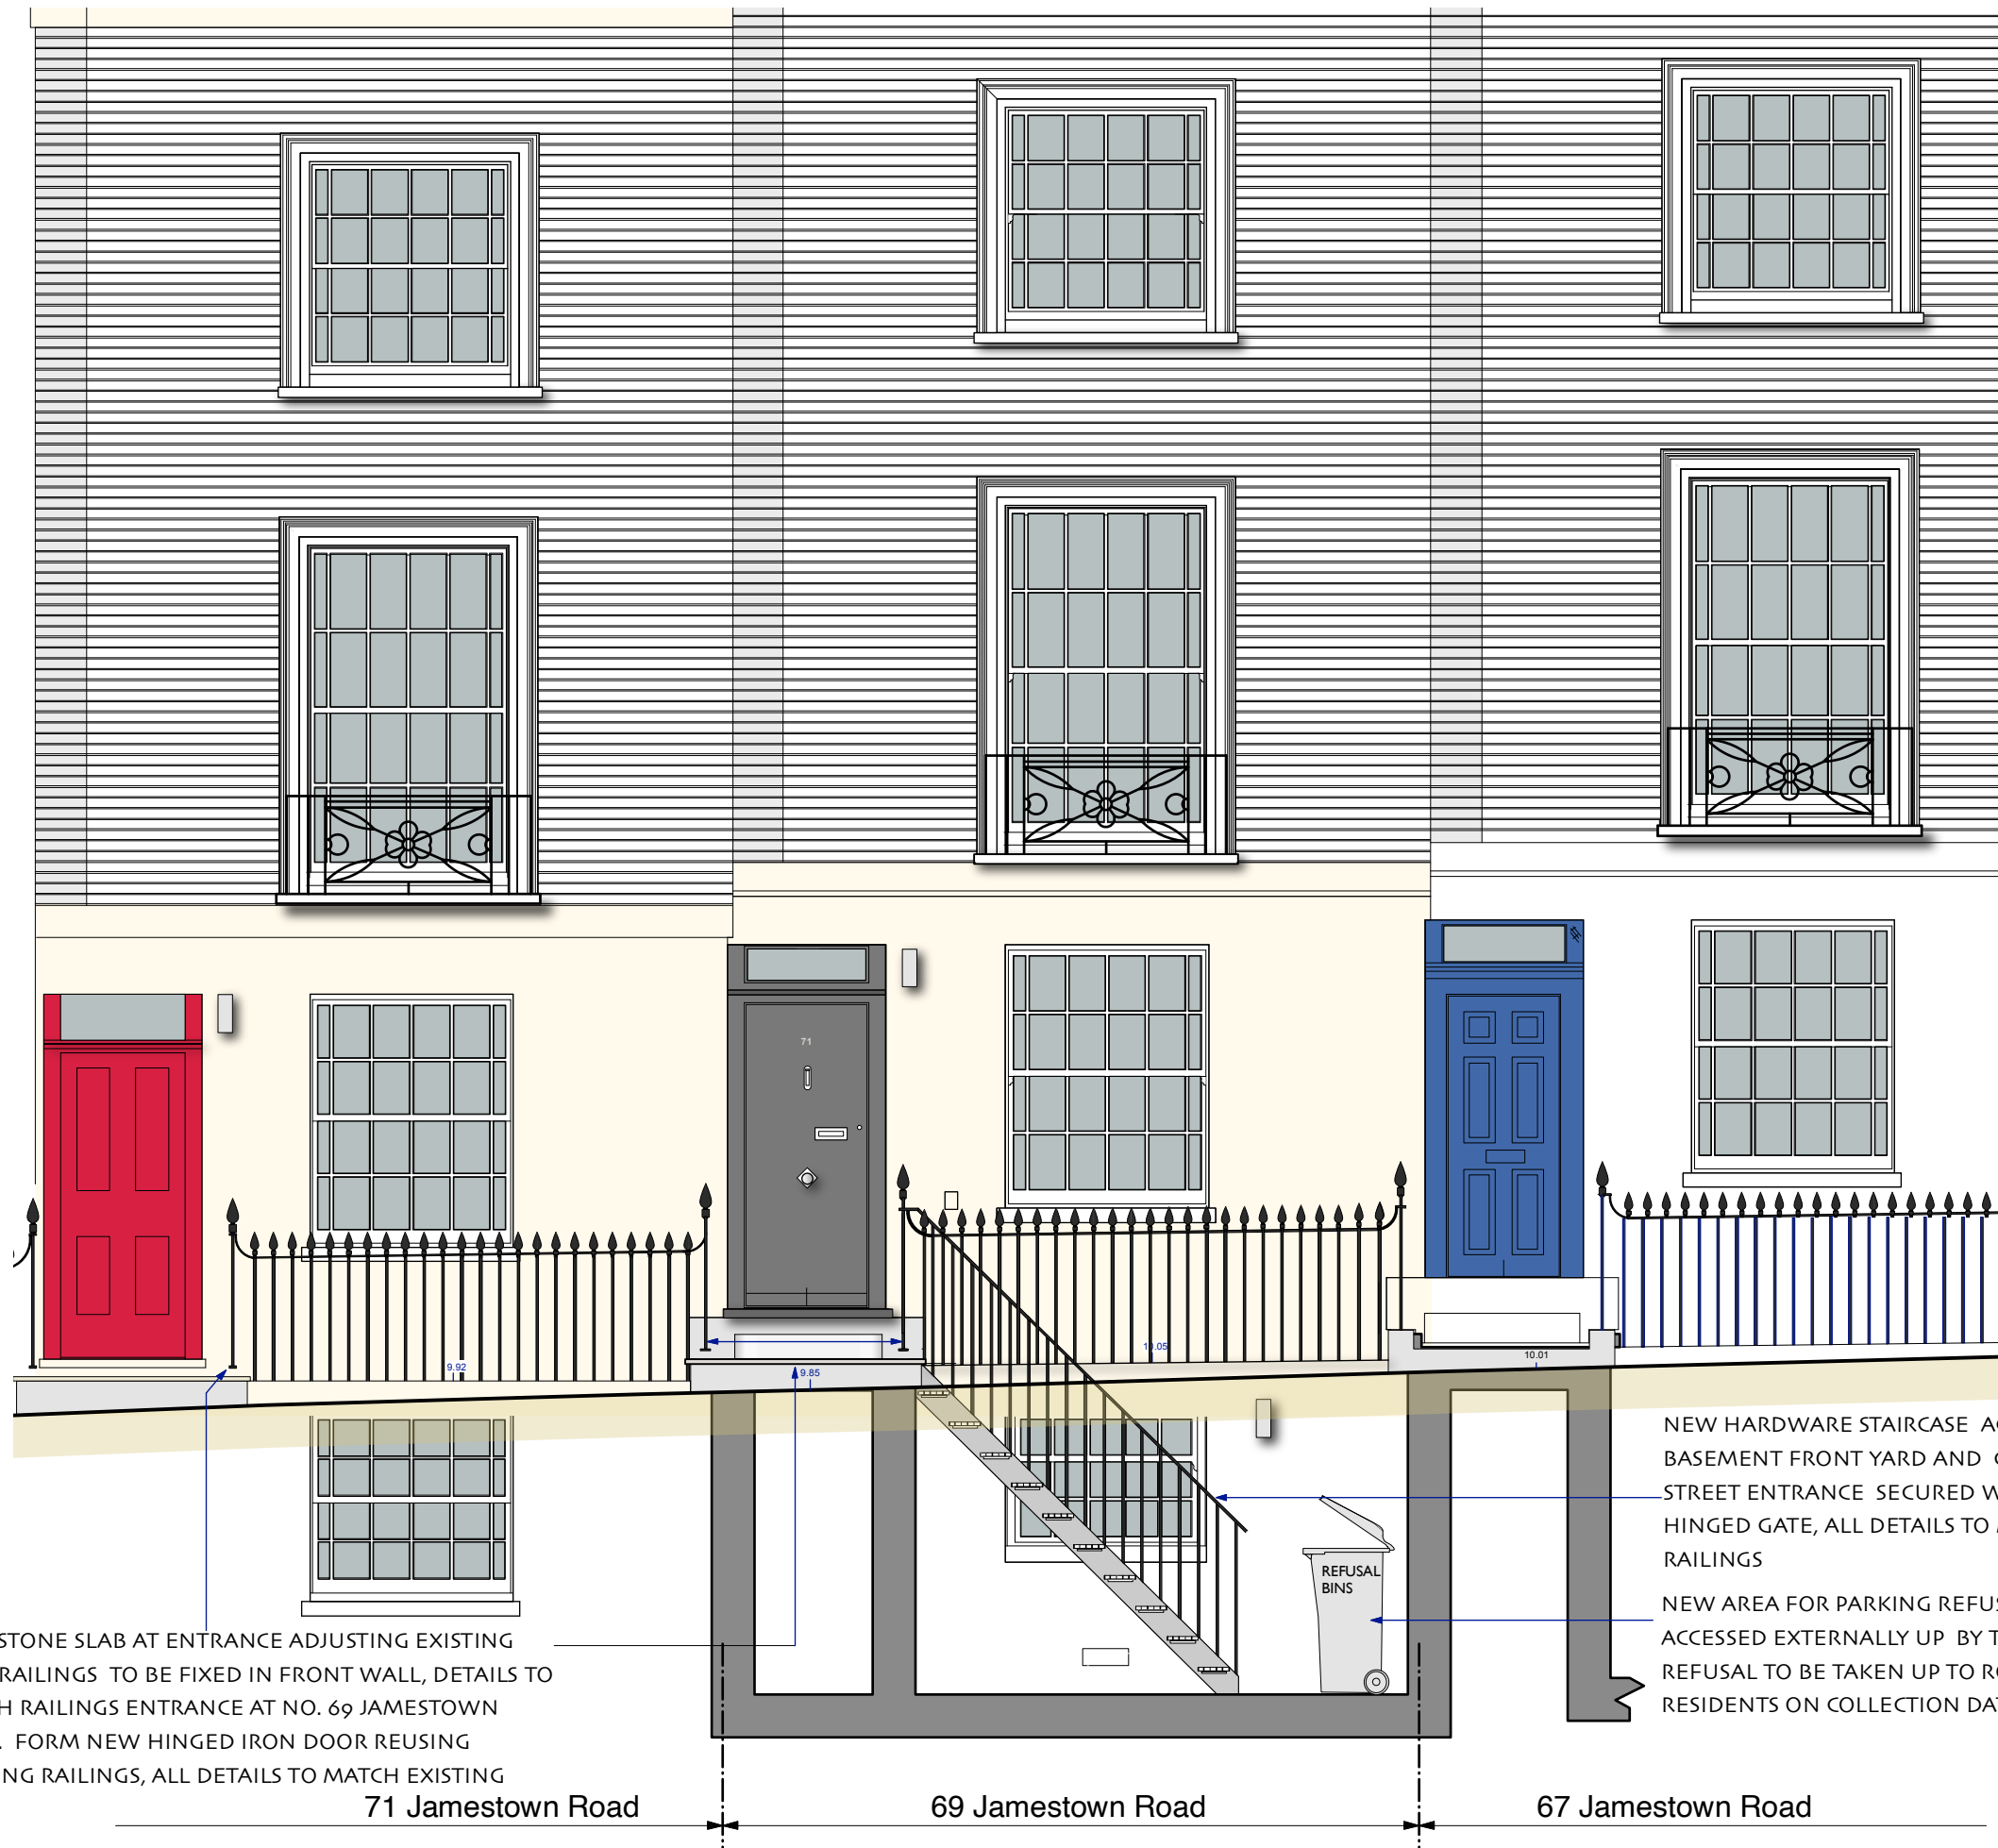 71
9.92
9.85
10.05
10.01
NEW HARDWARE STAIRCASE
BASEMENT FRONT YARD AND
STREET ENTRANCE SECURED
HINGED GATE, ALL DETAILS TO
RAILINGS
REFUSAL
BINS
NEW AREA FOR PARKING
ACCESSED EXTERNALLY UP BY
REFUSAL TO BE TAKEN UP TO
RESIDENTS ON COLLECTION
STONE SLAB AT ENTRANCE ADJUSTING EXISTING
RAILINGS TO BE FIXED IN FRONT WALL, DETAILS TO
RAILINGS ENTRANCE AT NO. 69 JAMESTOWN
. FORM NEW HINGED IRON DOOR REUSING
RAILINGS, ALL DETAILS TO MATCH EXISTING
71 Jamestown Road
69 Jamestown Road
67 Jamestown Road